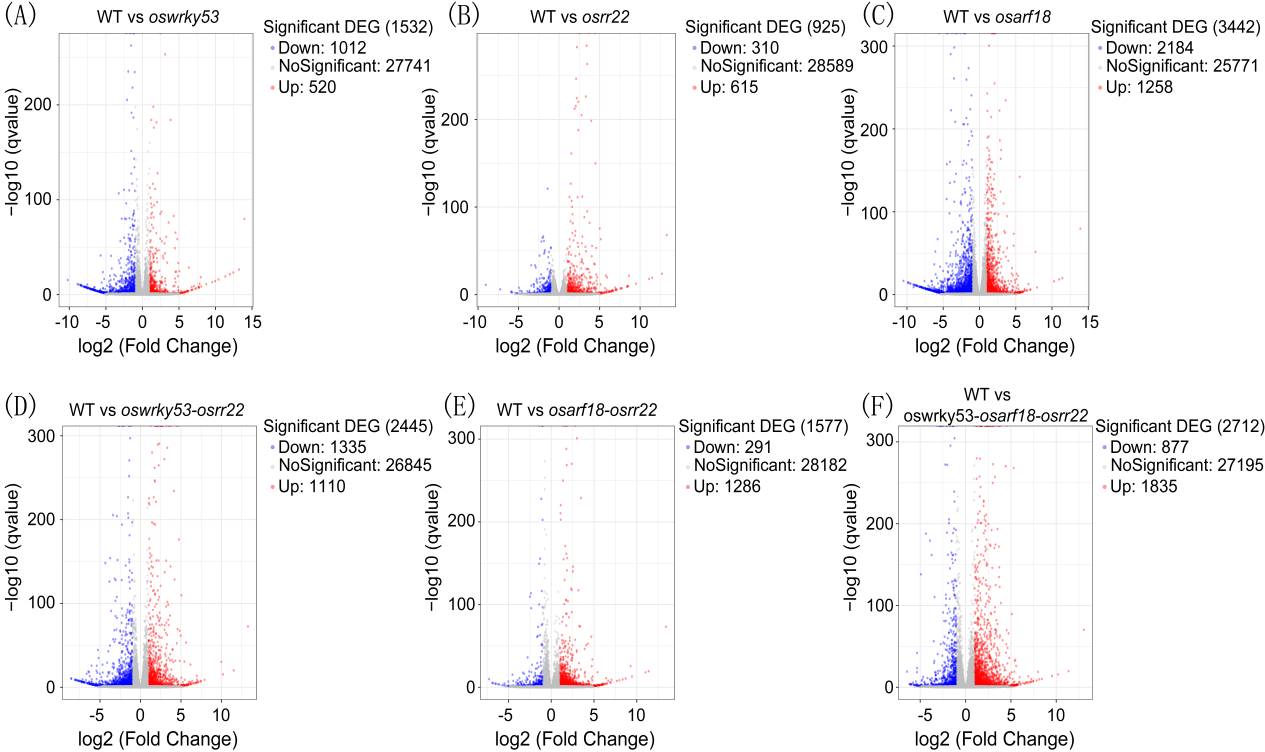 (A)
WT vs oswrky53
Significant DEG (1532)
Down: 1012
NoSignificant: 27741
Up: 520
−log10 (qvalue)
200
100
0
-10 -5 0 5 10 15
log2 (Fold Change)
(B)
WT vs osrr22
Significant DEG (925)
Down: 310
NoSignificant: 28589
Up: 615
−log10 (qvalue)
300
200
100
0
-10 -5 0 5 10
log2 (Fold Change)
(C)
WT vs osarf18
Significant DEG (3442)
Down: 2184
NoSignificant: 25771
Up: 1258
−log10 (qvalue)
300
200
100
0
-10 -5 0 5 10 15
log2 (Fold Change)
(D)
WT vs oswrky53-osrr22
Significant DEG (2445)
Down: 1335
NoSignificant: 26845
Up: 1110
−log10 (qvalue)
300
200
100
0
-5 0 5 10
log2 (Fold Change)
(E)
WT vs osarf18-osrr22
Significant DEG (1577)
Down: 291
NoSignificant: 28182
Up: 1286
−log10 (qvalue)
300
200
100
0
-5 0 5 10
log2 (Fold Change)
(F)
WT vs
oswrky53-osarf18-osrr22
Significant DEG (2712)
Down: 877
NoSignificant: 27195
Up: 1835
−log10 (qvalue)
300
200
100
0
-5 0 5 10
log2 (Fold Change)